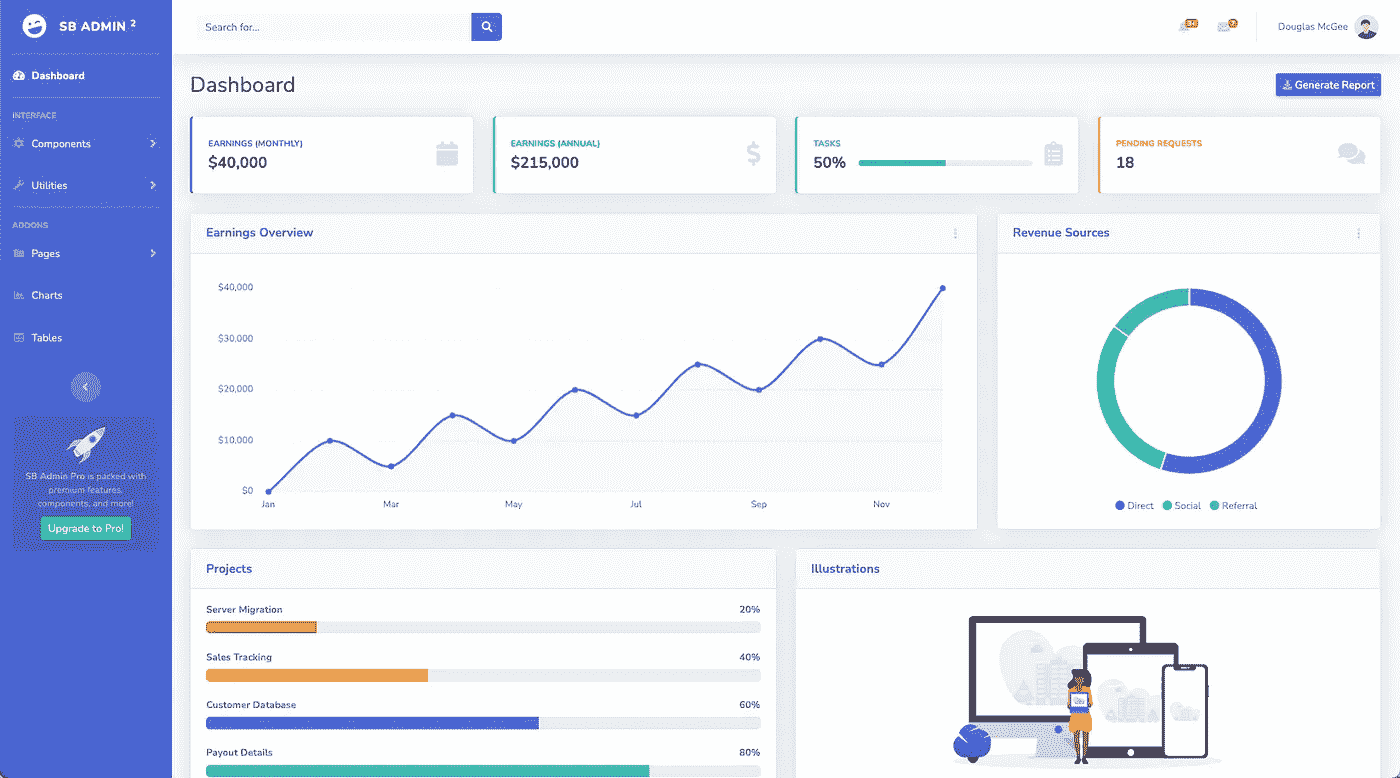 SB ADMIN 2
Search for...
Douglas McGee
Dashboard
INTERFACE
Components
Utilities
ADDONS
Pages
Charts
Tables
SB Admin Pro is packed with
premium features,
components, and more!
Upgrade to Pro!
Dashboard
Generate Report
EARNINGS (MONTHLY)
$40,000
EARNINGS (ANNUAL)
$215,000
TASKS
50%
PENDING REQUESTS
18
Earnings Overview
$40,000
$30,000
$20,000
$10,000
$0
Jan Mar May Jul Sep Nov
Revenue Sources
Direct Social Referral
Projects
Server Migration 20%
Sales Tracking 40%
Customer Database 60%
Payout Details 80%
Illustrations